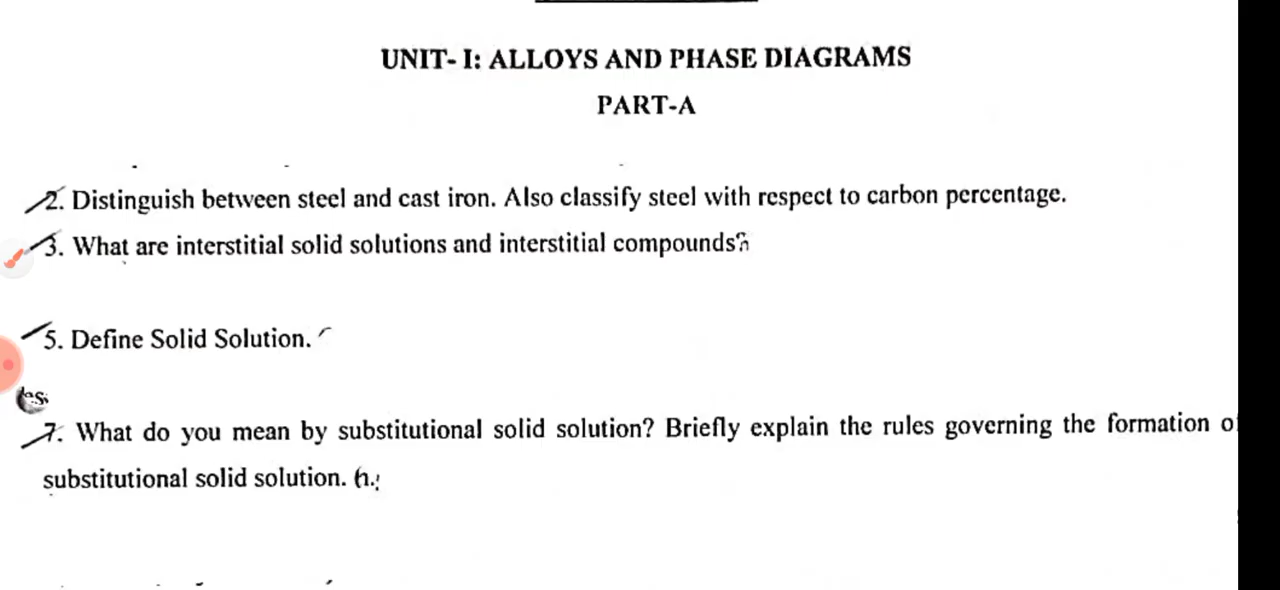 UNIT- I: ALLOYS AND PHASE DIAGRAMS
PART-A
2. Distinguish between steel and cast iron. Also classify steel with respect to carbon percentage.
3. What are interstitial solid solutions and interstitial compounds?
5. Define Solid Solution.
7. What do you mean by substitutional solid solution? Briefly explain the rules governing the formation
substitutional solid solution.